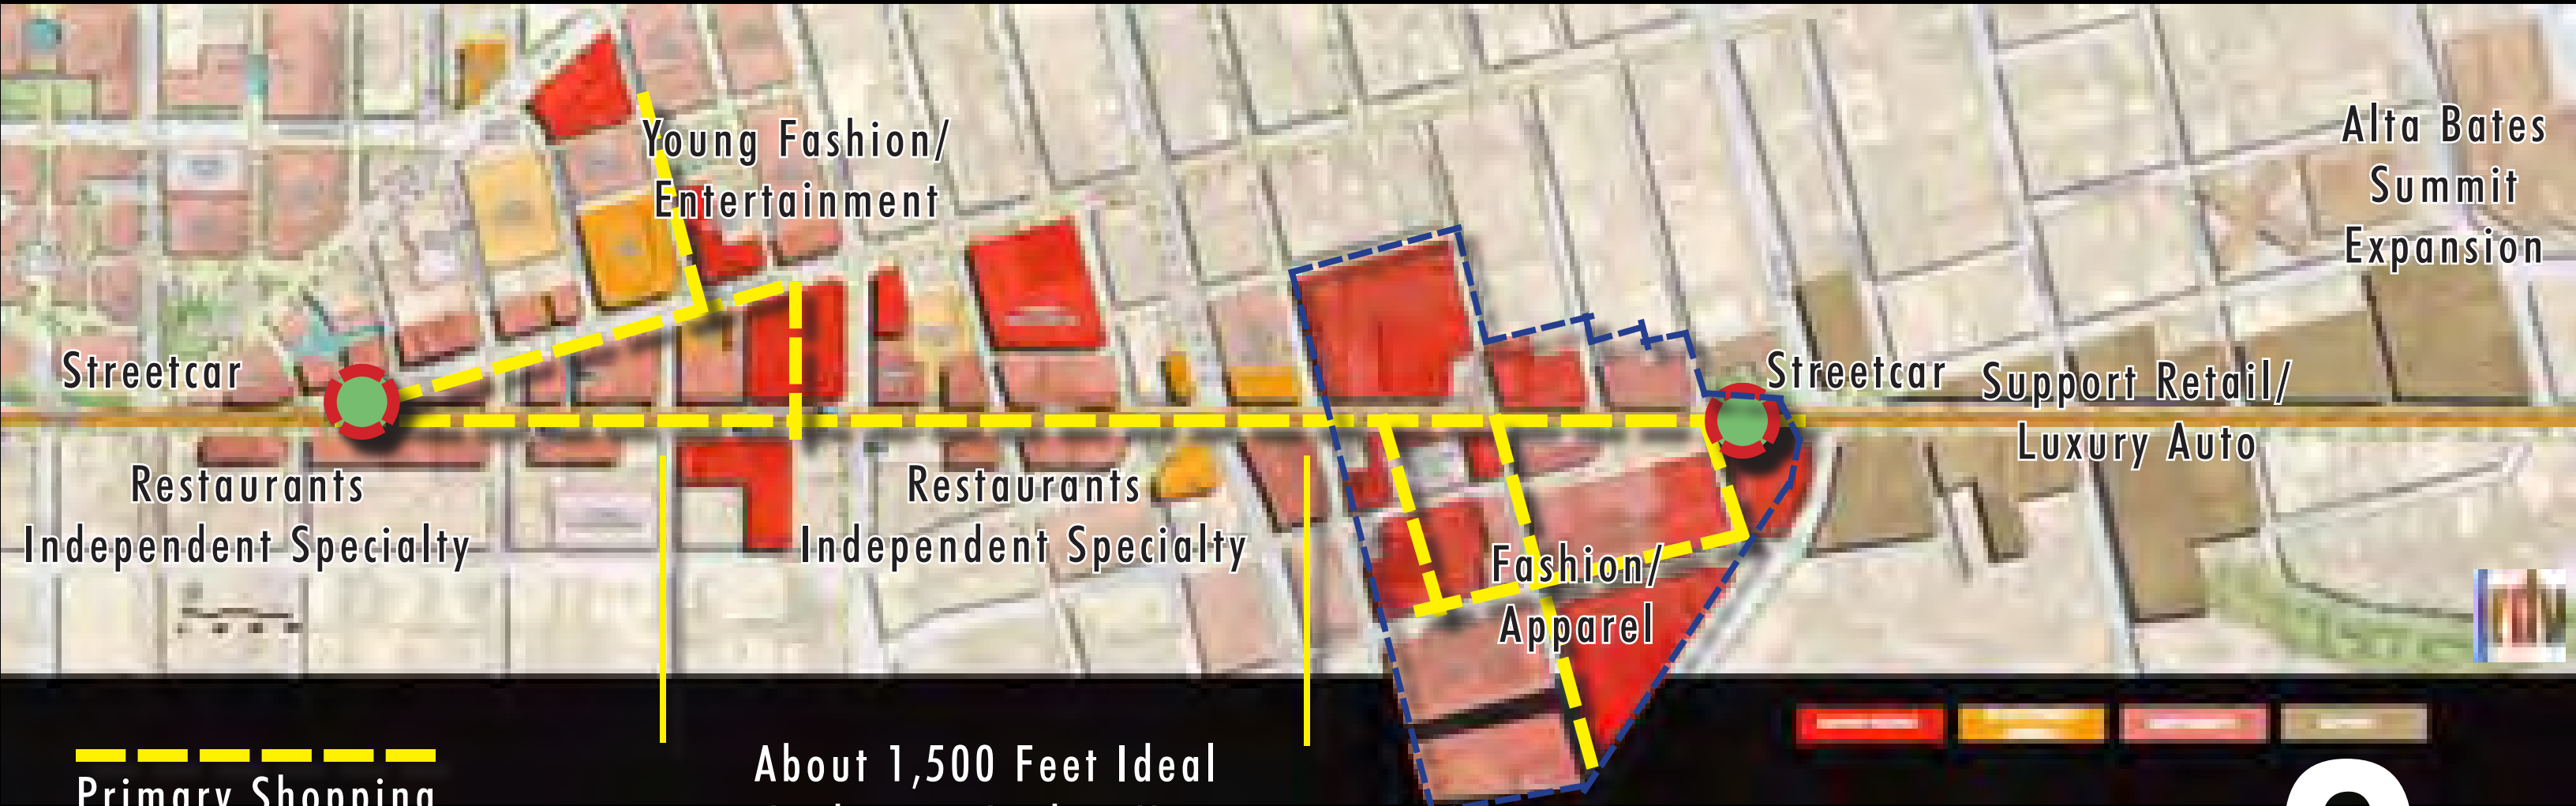 Young Fashion/
Entertainment
Alta Bates
Summit
Expansion
Streetcar
Streetcar
Support Retail/
Luxury Auto
Restaurants
Independent Specialty
Restaurants
Independent Specialty
Fashion/
Apparel
About 1,500 Feet Ideal
Primary Shopping